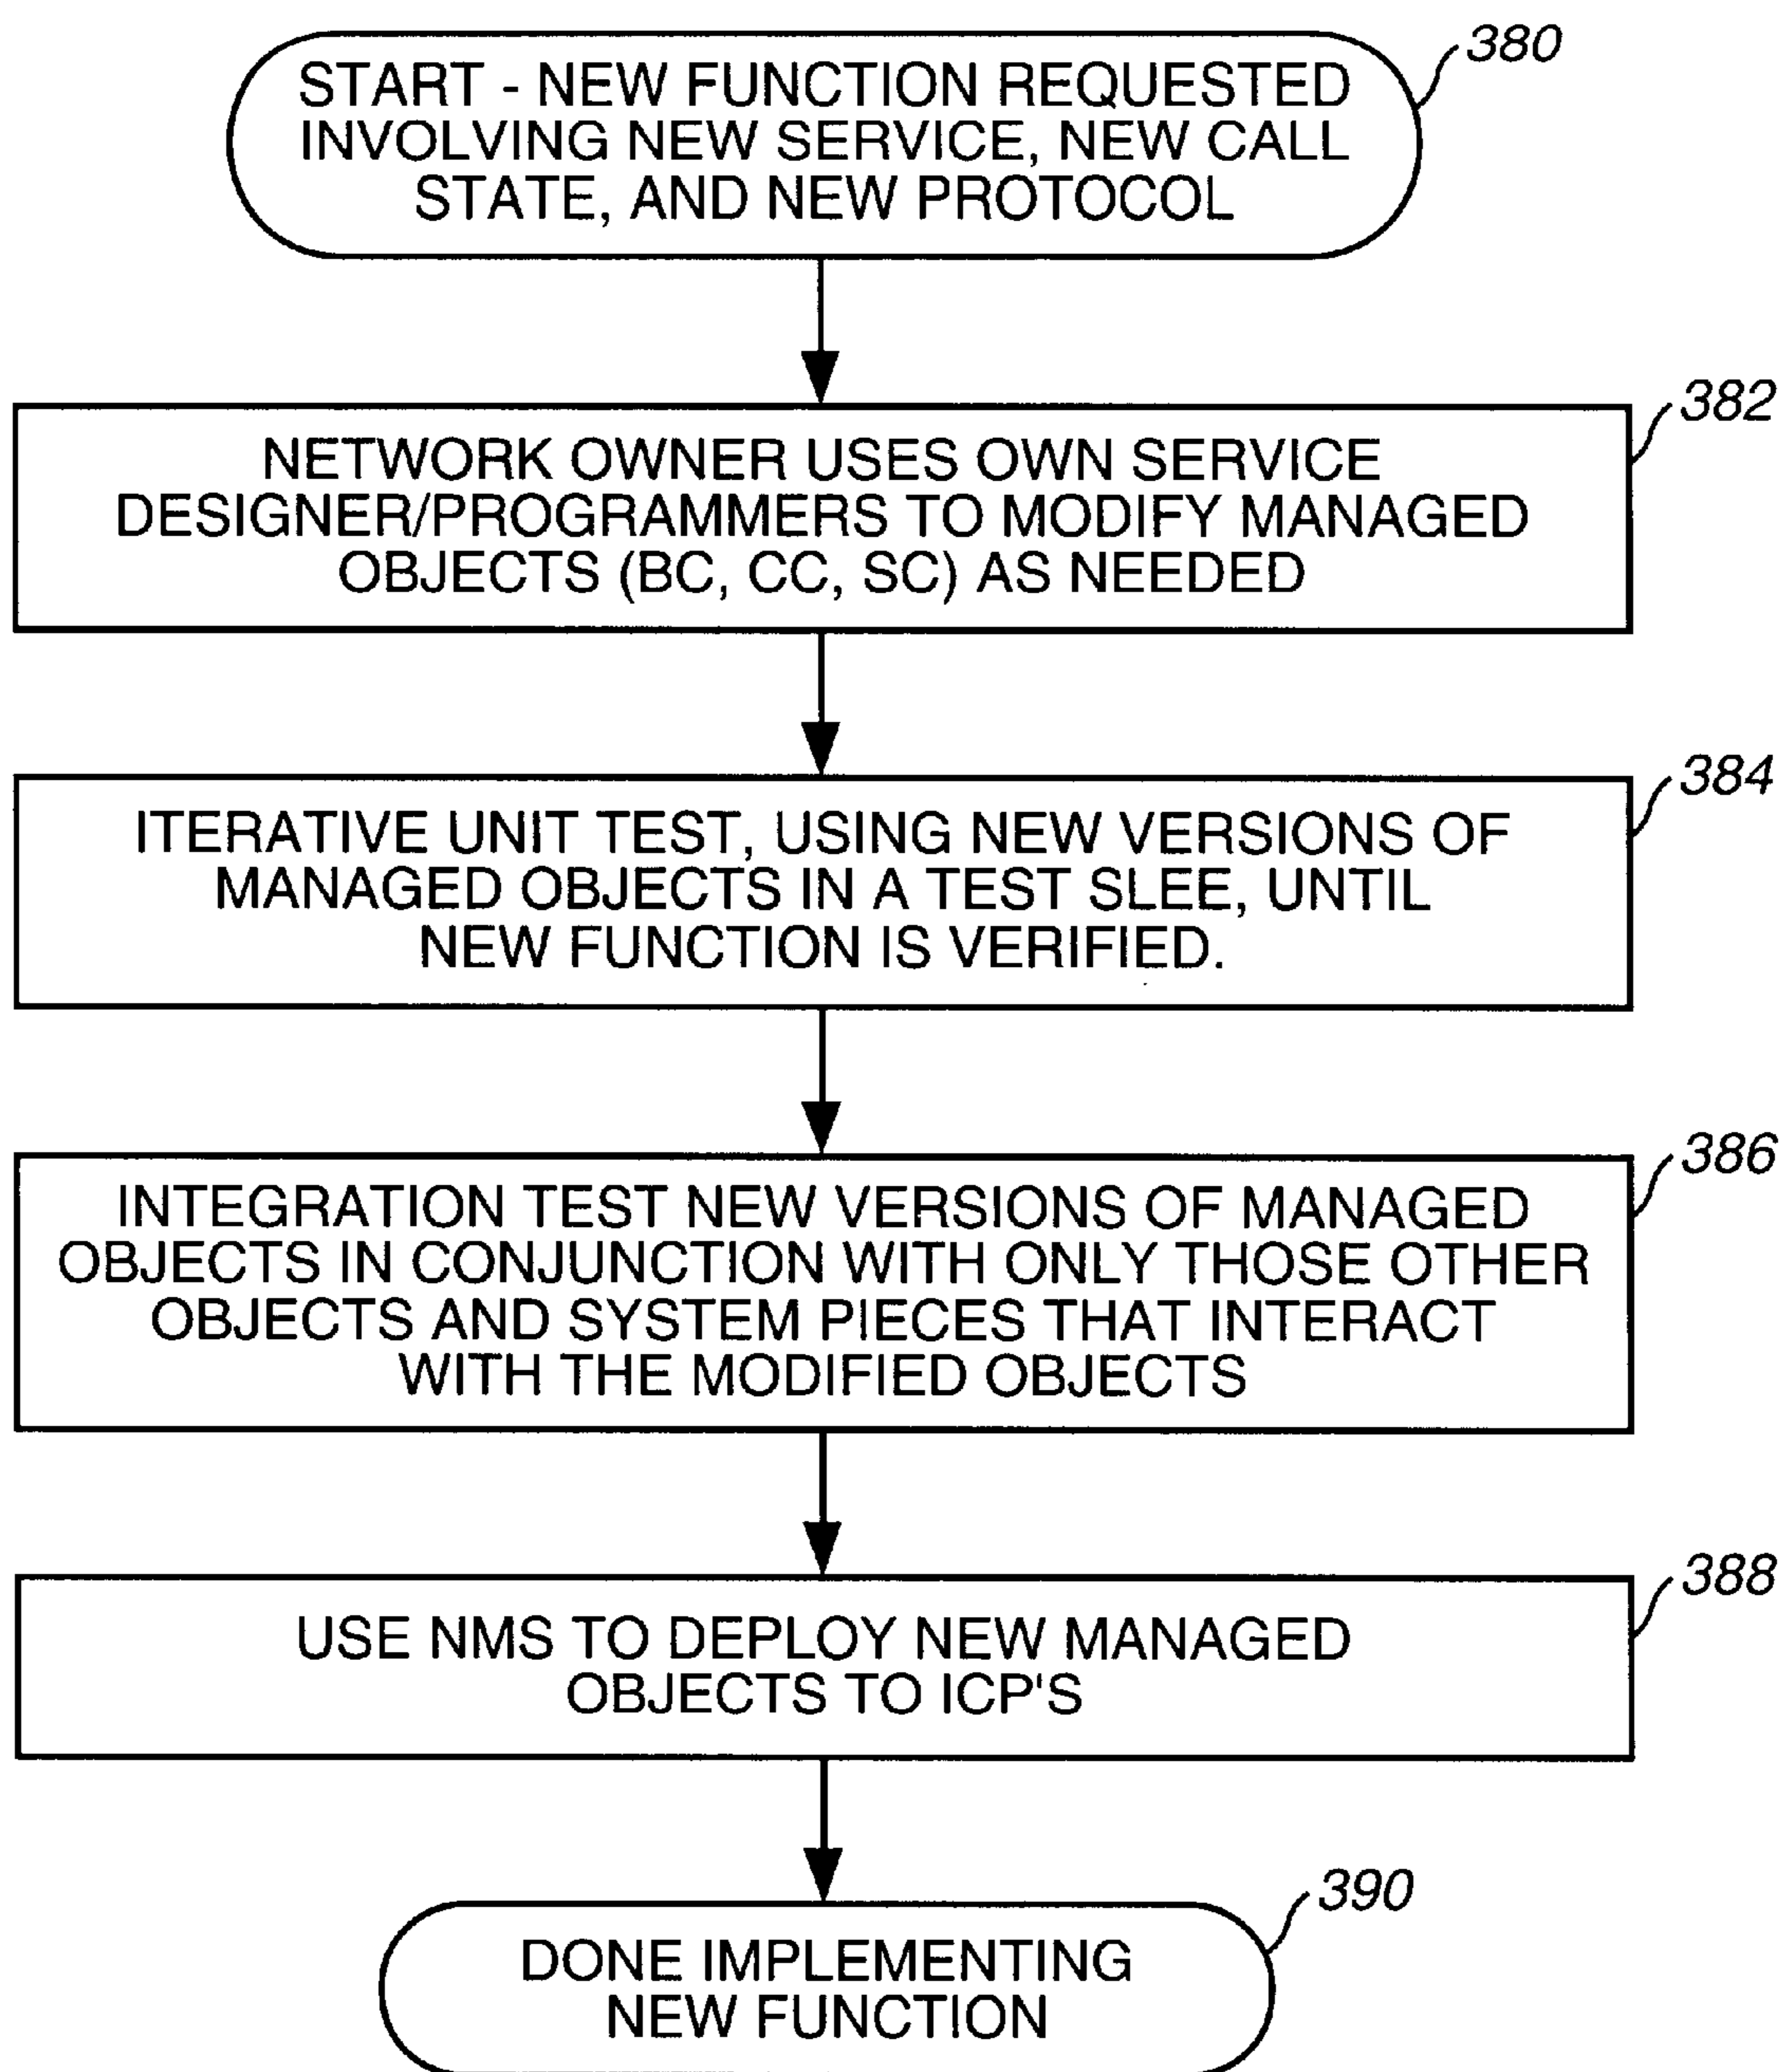 380
START - NEW FUNCTION REQUESTED
INVOLVING NEW SERVICE, NEW CALL
STATE, AND NEW PROTOCOL
382
NETWORK OWNER USES OWN SERVICE
DESIGNER/PROGRAMMERS TO MODIFY MANAGED
OBJECTS (BC, CC, SC) AS NEEDED
384
ITERATIVE UNIT TEST, USING NEW VERSIONS OF
MANAGED OBJECTS IN A TEST SLEE, UNTIL
NEW FUNCTION IS VERIFIED.
386
INTEGRATION TEST NEW VERSIONS OF MANAGED
OBJECTS IN CONJUNCTION WITH ONLY THOSE OTHER
OBJECTS AND SYSTEM PIECES THAT INTERACT
WITH THE MODIFIED OBJECTS
388
USE NMS TO DEPLOY NEW MANAGED
OBJECTS TO ICP'S
390
DONE IMPLEMENTING
NEW FUNCTION